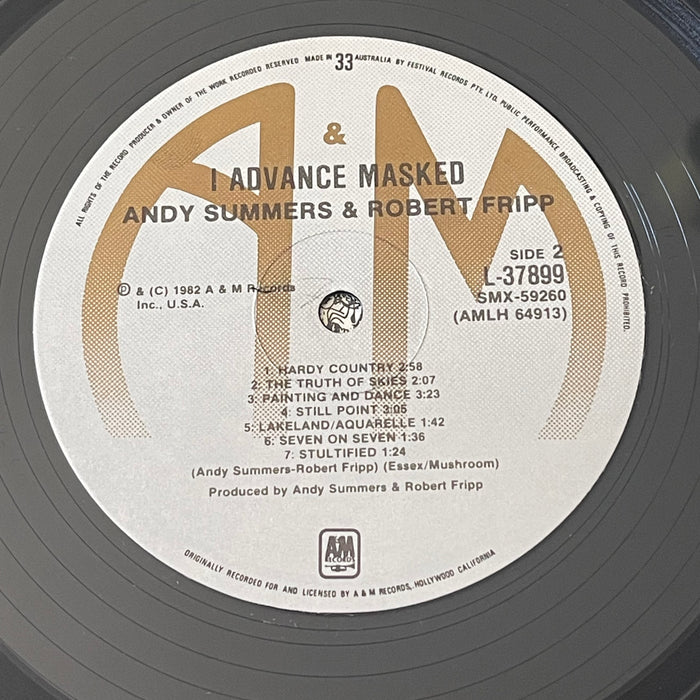 ALL RIGHTS OF THE RECORD PRODUCER & OWNER OF THE WORK RECORDED RESERVED MADE IN 33 AUSTRALIA BY FESTIVAL RECORDS PTY. LTD. PUBLIC PERFORMANCE BROADCASTING & COPYING OF THIS RECORD PROHIBITED.
A & M
I ADVANCE MASKED
ANDY SUMMERS & ROBERT FRIPP
SIDE 2
L-37899
SMX-59260
(AMLH 64913)
℗ & (C) 1982 A & M Records
Inc., U.S.A.
1: HARDY COUNTRY 2:58
2: THE TRUTH OF SKIES 2:07
3: PAINTING AND DANCE 3:23
4: STILL POINT 3:05
5: LAKELAND/AQUARELLE 1:42
6: SEVEN ON SEVEN 1:36
7: STULTIFIED 1:24
(Andy Summers-Robert Fripp) (Essex/Mushroom)
Produced by Andy Summers & Robert Fripp
A&M
RECORDS
ORIGINALLY RECORDED FOR AND LICENSED BY A & M RECORDS, HOLLYWOOD CALIFORNIA